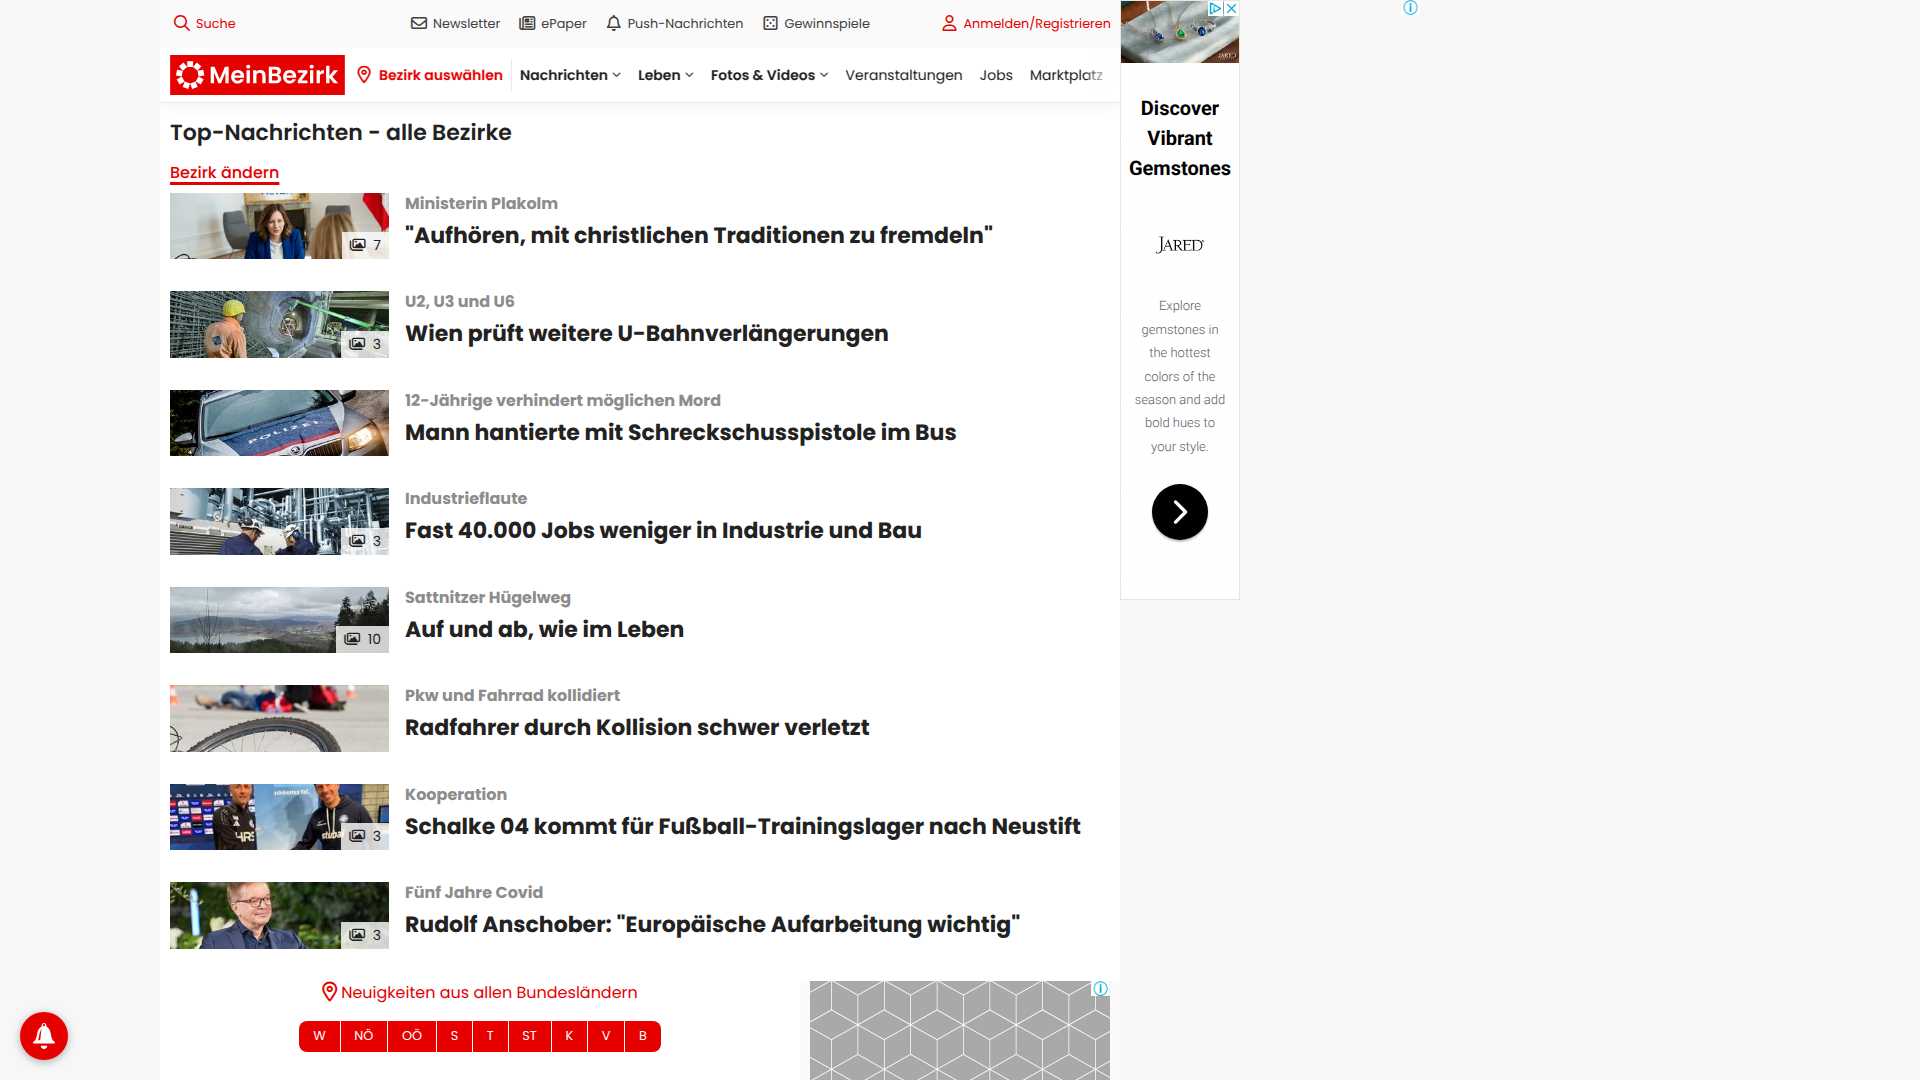 Suche
Newsletter
ePaper
Push-Nachrichten
Gewinnspiele
Anmelden/Registrieren
MeinBezirk
Bezirk auswählen
Nachrichten
Leben
Fotos & Videos
Veranstaltungen
Jobs
Marktplatz
Top-Nachrichten - alle Bezirke
Bezirk ändern
7
Ministerin Plakolm
"Aufhören, mit christlichen Traditionen zu fremdeln"
3
U2, U3 und U6
Wien prüft weitere U-Bahnverlängerungen
POLIZEI
12-Jährige verhindert möglichen Mord
Mann hantierte mit Schreckschusspistole im Bus
3
Industrieflaute
Fast 40.000 Jobs weniger in Industrie und Bau
10
Sattnitzer Hügelweg
Auf und ab, wie im Leben
Pkw und Fahrrad kollidiert
Radfahrer durch Kollision schwer verletzt
3
Kooperation
Schalke 04 kommt für Fußball-Trainingslager nach Neustift
3
Fünf Jahre Covid
Rudolf Anschober: "Europäische Aufarbeitung wichtig"
Neuigkeiten aus allen Bundesländern
W
NÖ
OÖ
S
T
ST
K
V
B
Discover
Vibrant
Gemstones
JARED
Explore
gemstones in
the hottest
colors of the
season and add
bold hues to
your style.